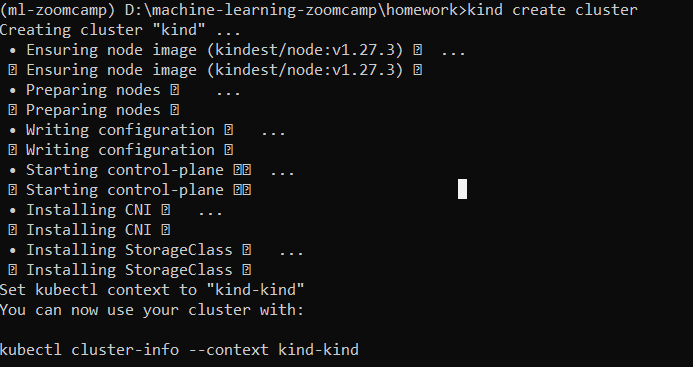 (ml-zoomcamp) D:\machine-learning-zoomcamp\homework>kind create cluster
Creating cluster "kind" ...
• Ensuring node image (kindest/node:v1.27.3) �  ...
� Ensuring node image (kindest/node:v1.27.3) �
• Preparing nodes �   ...
� Preparing nodes �
• Writing configuration �  ...
� Writing configuration �
• Starting control-plane ��  ...
� Starting control-plane ��
• Installing CNI �   ...
� Installing CNI �
• Installing StorageClass �  ...
� Installing StorageClass �
Set kubectl context to "kind-kind"
You can now use your cluster with:
kubectl cluster-info --context kind-kind